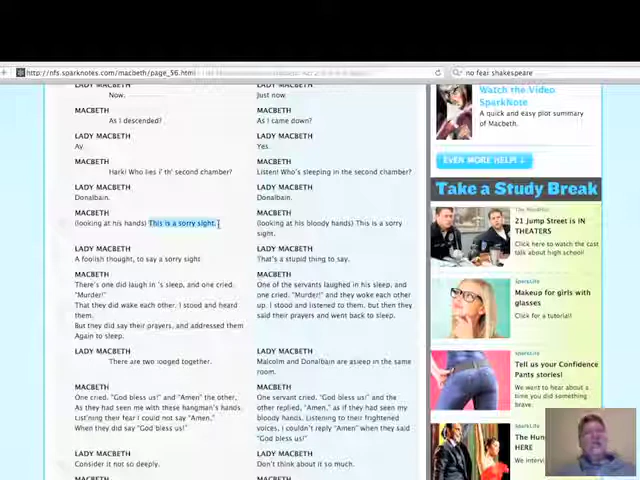 http://nfs.sparknotes.com/macbeth/page_56.html
no fear shakespeare
LADY MACBETH
Now.
MACBETH
As I descended?
LADY MACBETH
Ay.
MACBETH
Hark! Who lies i' th' second chamber?
LADY MACBETH
Donalbain.
MACBETH
(looking at his hands) This is a sorry sight.
LADY MACBETH
A foolish thought, to say a sorry sight
MACBETH
There's one did laugh in 's sleep, and one cried.
"Murder!"
That they did wake each other. I stood and heard
them.
But they did say their prayers, and addressed them
Again to sleep.
LADY MACBETH
There are two lodged together.
MACBETH
One cried. "God bless us!" and "Amen" the other,
As they had seen me with these hangman's hands.
List'ning their fear I could not say "Amen,"
When they did say "God bless us!"
LADY MACBETH
Consider it not so deeply.
MACBETH
LADY MACBETH
Just now.
MACBETH
As I came down?
LADY MACBETH
Yes.
MACBETH
Listen! Who's sleeping in the second chamber?
LADY MACBETH
Donalbain.
MACBETH
(looking at his bloody hands) This is a sorry
sight.
LADY MACBETH
That's a stupid thing to say.
MACBETH
One of the servants laughed in his sleep, and
one cried. "Murder!" and they woke each other
up. I stood and listened to them, but then they
said their prayers and went back to sleep.
LADY MACBETH
Malcolm and Donalbain are asleep in the same
room.
MACBETH
One servant cried. "God bless us!" and the
other replied, "Amen," as if they had seen my
bloody hands. Listening to their frightened
voices, I couldn't reply "Amen" when they said
"God bless us!"
LADY MACBETH
Don't think about it so much.
MACBETH
Watch the Video
SparkNote
A quick and easy plot summary
of Macbeth.
EVEN MORE HELP!
Take a Study Break
21 Jump Street is IN
THEATERS
Click here to watch the cast
talk about high school!
SparkLife
Makeup for girls with
glasses
Click for a tutorial!
SparkLife
Tell us your Confidence
Pants stories!
We want to hear about a
time you did something
brave.
SparkLife
The Hun
HERE
We intervi